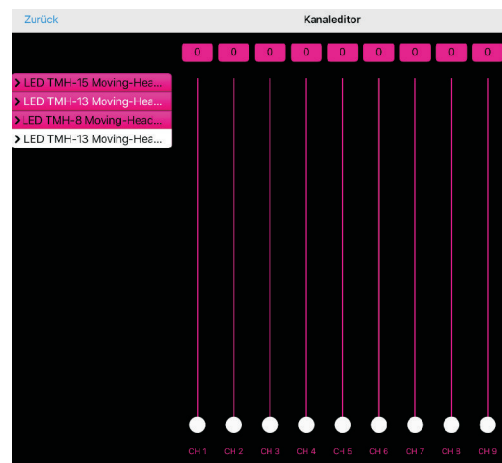 Zurück Kanaleditor
0 0 0 0 0 0 0 0 0
> LED TMH-15 Moving-Hea...
> LED TMH-13 Moving-Hea...
> LED TMH-8 Moving-Head...
> LED TMH-13 Moving-Hea...
CH 1 CH 2 CH 3 CH 4 CH 5 CH 6 CH 7 CH 8 CH 9